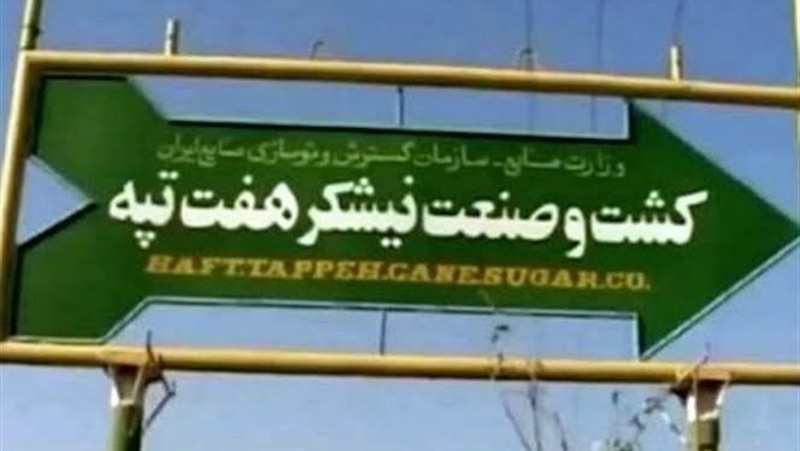 وزارت صنایع - سازمان گسترش و نوسازی صنایع ایران
کشت و صنعت نیشکر هفت تپه
HAFT.TAPPEH.CANE.SUGAR.CO.